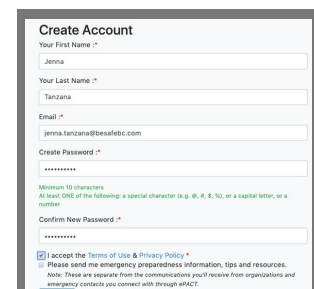 Create Account
Your First Name :*
Jenna
Your Last Name :*
Tanzana
Email :*
jenna.tanzana@besafebc.com
Create Password :*
••••••••••
Minimum 10 characters
At least ONE of the following: a special character (e.g. @, #, $, %), or a capital letter, or a
number
Confirm New Password :*
••••••••••
I accept the Terms of Use & Privacy Policy *
Please send me emergency preparedness information, tips and resources.
Note: These are separate from the communications you'll receive from organizations and
emergency contacts you connect with through ePACT.